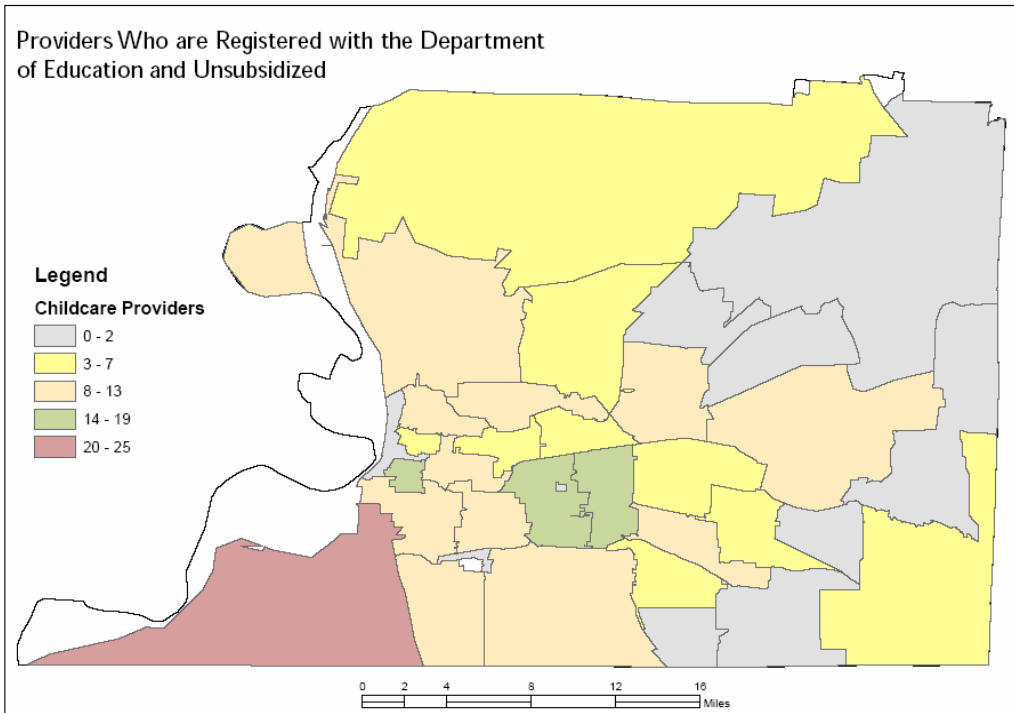 Providers Who are Registered with the Department
of Education and Unsubsidized
Legend
Childcare Providers
0 - 2
3 - 7
8 - 13
14 - 19
20 - 25
0 2 4 8 12 16
Miles